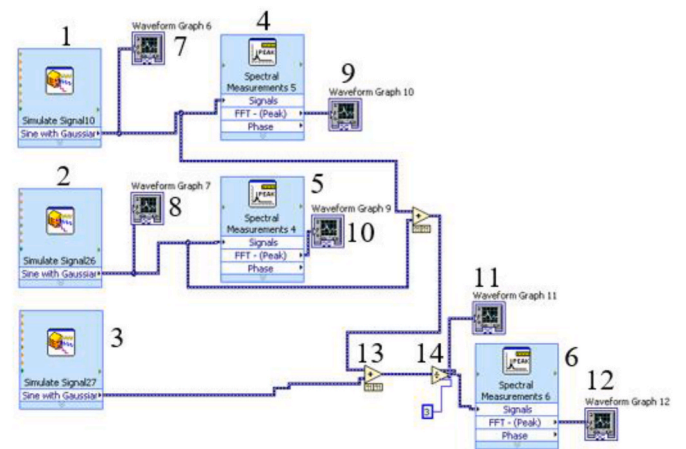 1
Waveform Graph 6
7
4
PEAK
Simulate Signal10
Sine with Gaussian
Spectral
Measurements 5
Signals
FFT - (Peak)
Phase
9
Waveform Graph 10
2
Waveform Graph 7
8
5
PEAK
Simulate Signal26
Sine with Gaussian
Spectral
Measurements 4
Signals
FFT - (Peak)
Phase
Waveform Graph 9
10
3
Simulate Signal27
Sine with Gaussian
13
14
3
11
Waveform Graph 11
6
PEAK
Spectral
Measurements 6
Signals
FFT - (Peak)
Phase
12
Waveform Graph 12